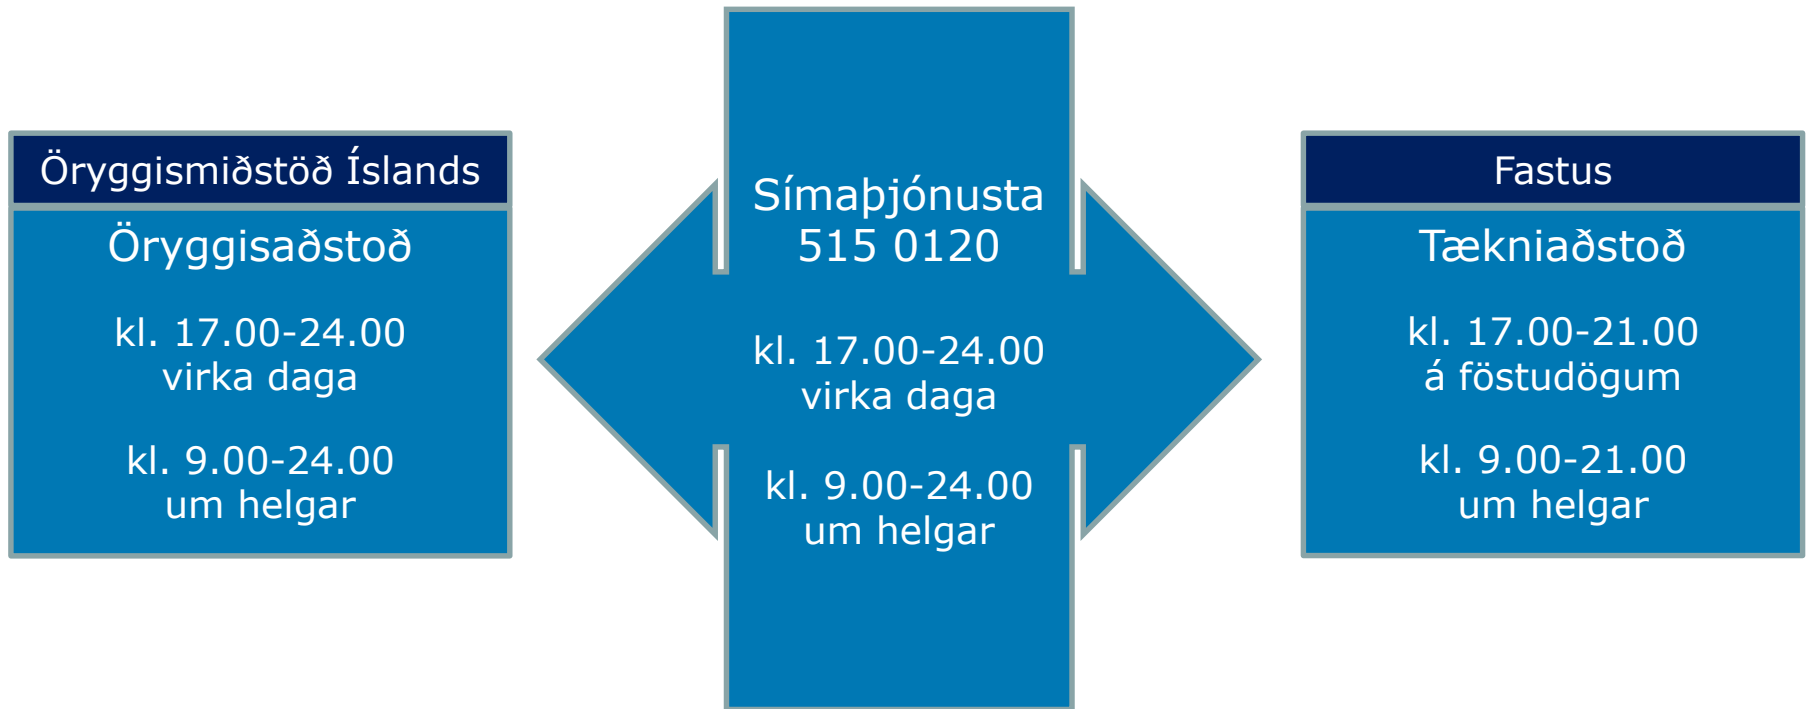 Öryggismiðstöð Íslands
Öryggisaðstoð
kl. 17.00-24.00
virka daga
kl. 9.00-24.00
um helgar
Símaþjónusta
515 0120
kl. 17.00-24.00
virka daga
kl. 9.00-24.00
um helgar
Fastus
Tækniaðstoð
kl. 17.00-21.00
á föstudögum
kl. 9.00-21.00
um helgar